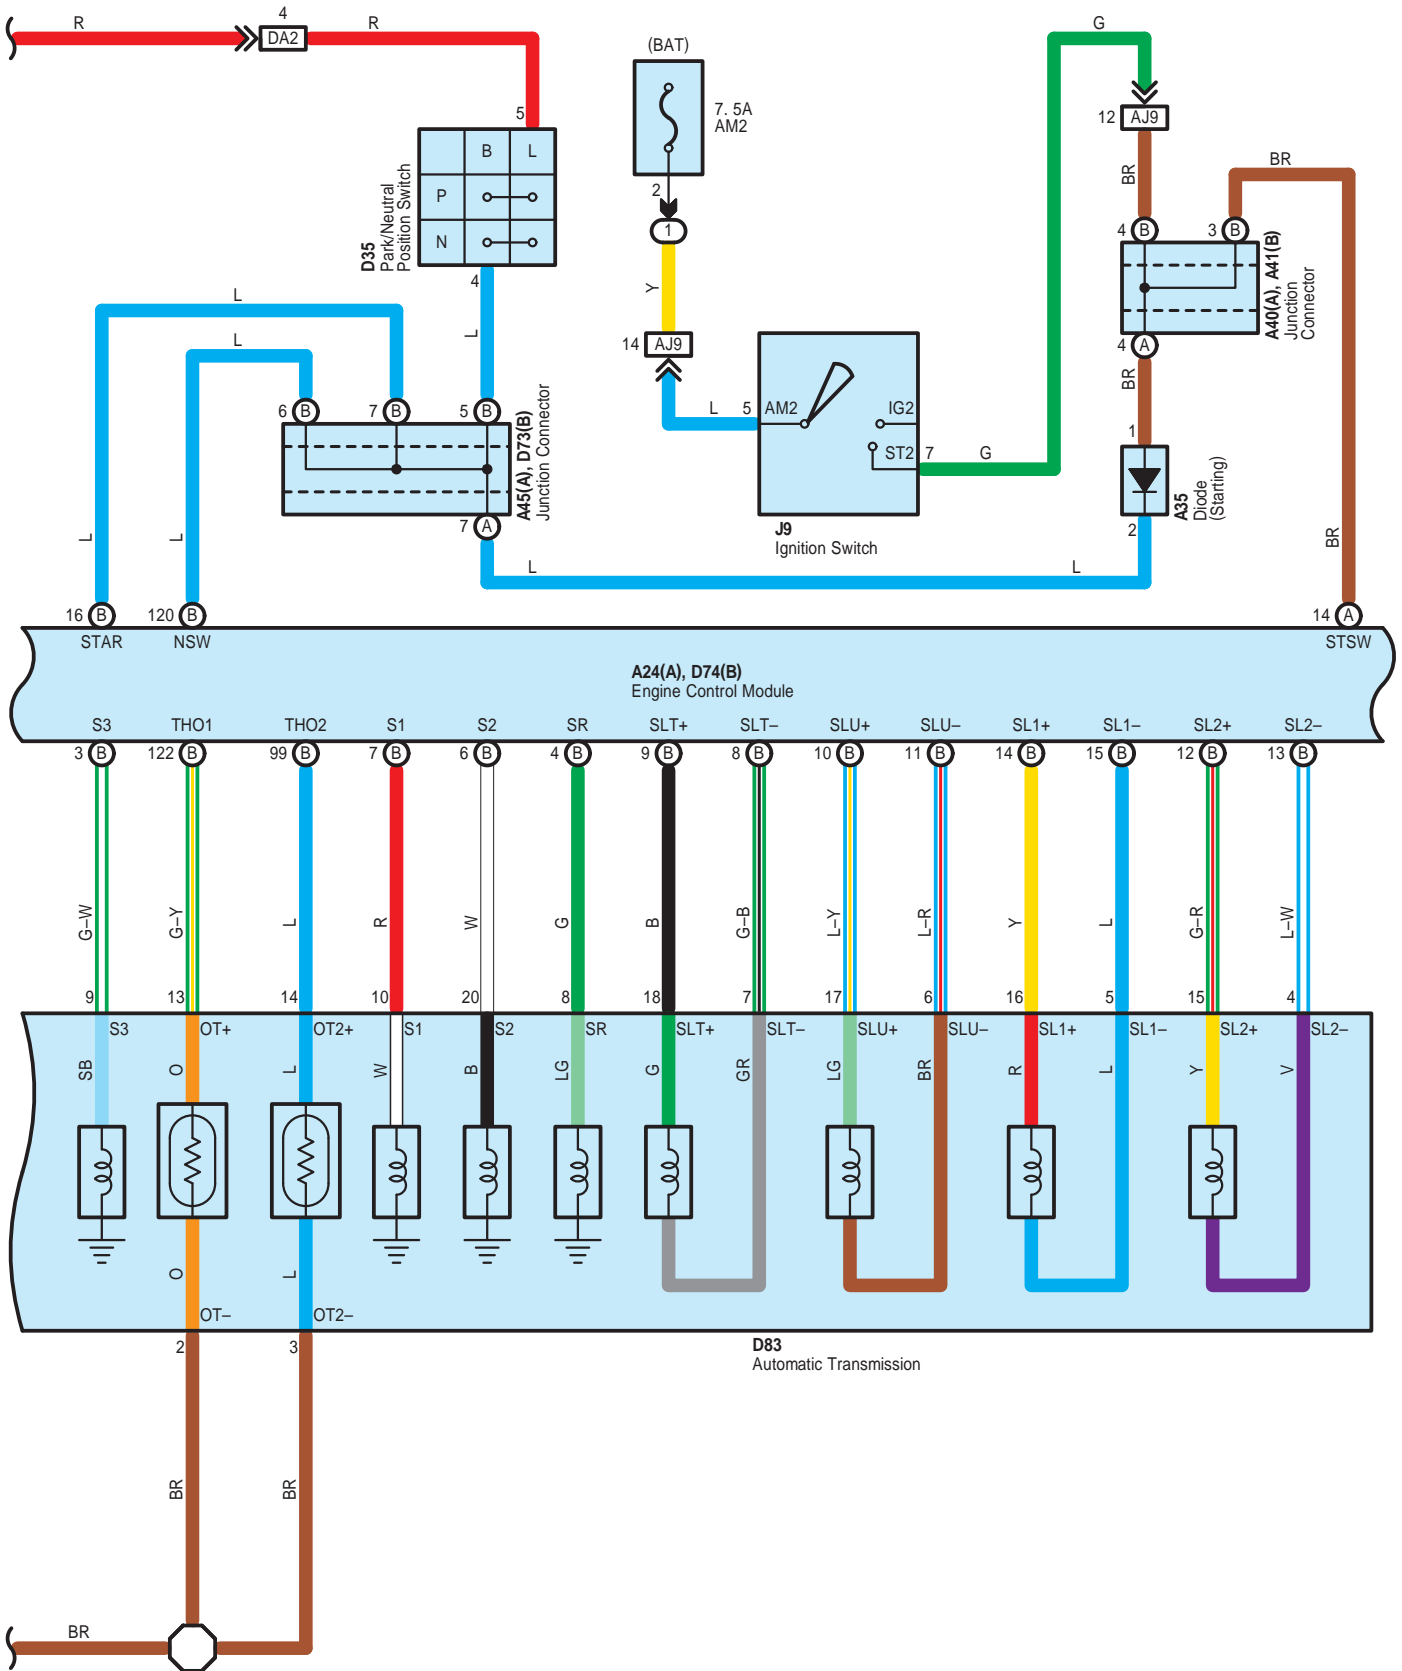 R
4
DA2
R
5
(BAT)
7. 5A
AM2
2
1
Y
14 AJ9
G
12 AJ9
BR
BR
4 B
3 B
A40(A), A41(B)
Junction
Connector
4 A
BR
B L
P
N
D35
Park/Neutral
Position Switch
4
L
L
L
6 B
7 B
5 B
A45(A), D73(B)
Junction Connector
7 A
L 5
AM2
IG2
ST2
7
G
J9
Ignition Switch
1
A35
Diode
(Starting)
2
L
L
L
L
BR
16 B
120 B
14 A
STAR
NSW
STSW
A24(A), D74(B)
Engine Control Module
S3
THO1
THO2
S1
S2
SR
SLT+
SLT–
SLU+
SLU–
SL1+
SL1–
SL2+
SL2–
3 B
122 B
99 B
7 B
6 B
4 B
9 B
8 B
10 B
11 B
14 B
15 B
12 B
13 B
G–W
G–Y
L
R
W
G
B
G–B
L–Y
L–R
Y
L
G–R
L–W
9
13
14
10
20
8
18
7
17
6
16
5
15
4
S3
OT+
OT2+
S1
S2
SR
SLT+
SLT–
SLU+
SLU–
SL1+
SL1–
SL2+
SL2–
SB
O
L
W
B
LG
G
GR
LG
BR
R
L
Y
V
O
L
OT–
OT2–
2
3
D83
Automatic Transmission
BR
BR
BR